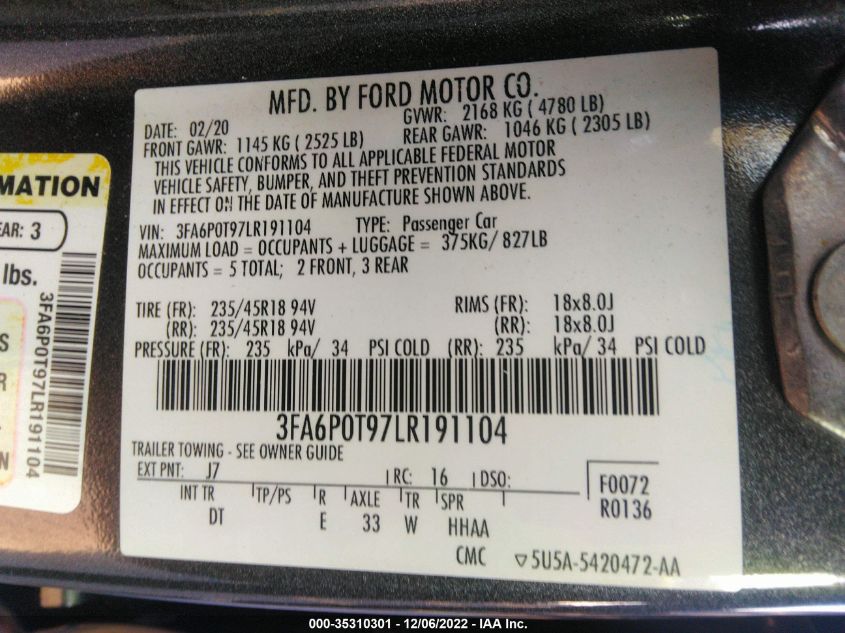 MFD. BY FORD MOTOR CO.
DATE: 02/20 GVWR: 2168 KG ( 4780 LB)
FRONT GAWR: 1145 KG ( 2525 LB) REAR GAWR: 1046 KG ( 2305 LB)
THIS VEHICLE CONFORMS TO ALL APPLICABLE FEDERAL MOTOR
VEHICLE SAFETY, BUMPER, AND THEFT PREVENTION STANDARDS
IN EFFECT ON THE DATE OF MANUFACTURE SHOWN ABOVE.
VIN: 3FA6P0T97LR191104 TYPE: Passenger Car
MAXIMUM LOAD = OCCUPANTS + LUGGAGE = 375KG/ 827LB
OCCUPANTS = 5 TOTAL; 2 FRONT, 3 REAR
TIRE (FR): 235/45R18 94V RIMS (FR): 18x8.0J
(RR): 235/45R18 94V (RR): 18x8.0J
PRESSURE (FR): 235 kPa/ 34 PSI COLD (RR): 235 kPa/ 34 PSI COLD
3FA6P0T97LR191104
TRAILER TOWING - SEE OWNER GUIDE
EXT PNT: J7 RC: 16 DSO:
INT TR TP/PS R AXLE TR SPR
DT E 33 W HHAA
F0072
R0136
CMC ▽5U5A-5420472-AA
MATION
EAR: 3
lbs.
3FA6P0T97LR191104
S
R
N
000-35310301 - 12/06/2022 - IAA Inc.